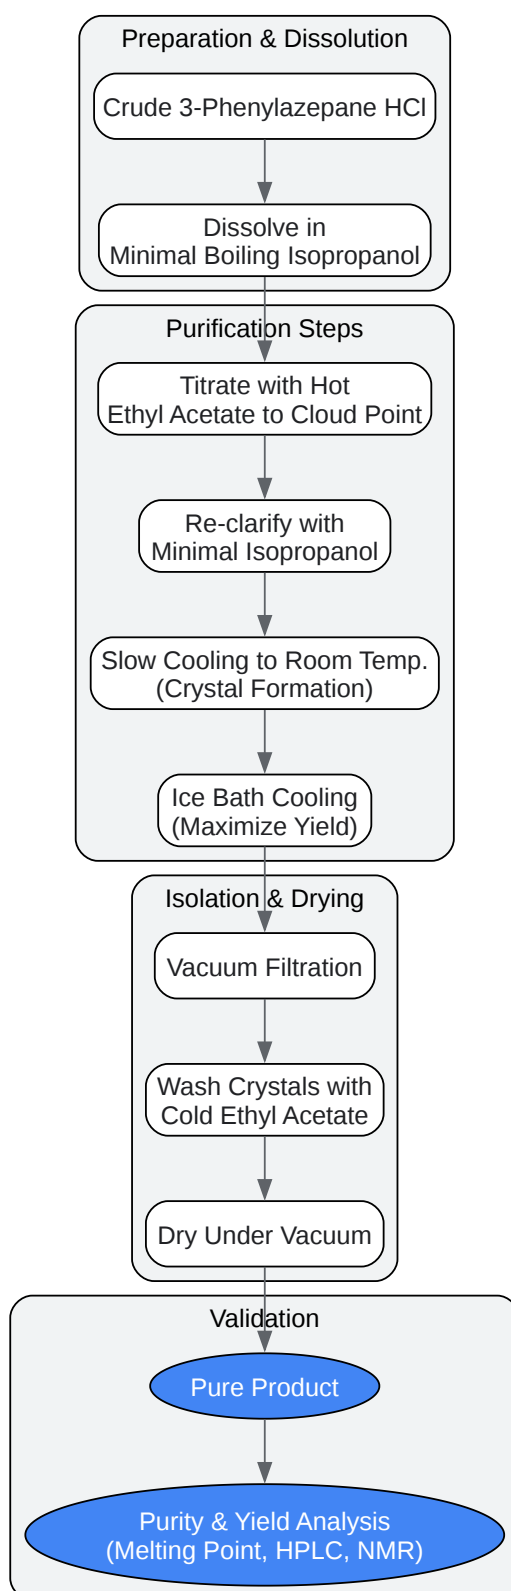 Preparation & Dissolution
Crude 3-Phenylazepane HCl
Dissolve in
Minimal Boiling Isopropanol
Purification Steps
Titrate with Hot
Ethyl Acetate to Cloud Point
Re-clarify with
Minimal Isopropanol
Slow Cooling to Room Temp.
(Crystal Formation)
Ice Bath Cooling
(Maximize Yield)
Isolation & Drying
Vacuum Filtration
Wash Crystals with
Cold Ethyl Acetate
Dry Under Vacuum
Validation
Pure Product
Purity & Yield Analysis
(Melting Point, HPLC, NMR)